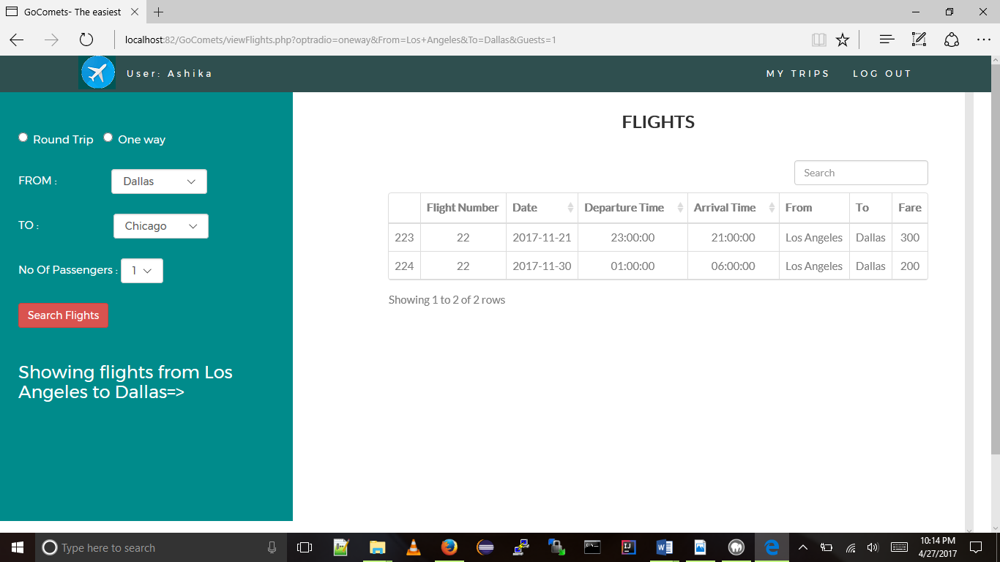 GoComets- The easiest
localhost:82/GoComets/viewFlights.php?optradio=oneway&From=Los+Angeles&To=Dallas&Guests=1
User: Ashika
MY TRIPS
LOG OUT
Round Trip
One way
FROM :
Dallas
TO :
Chicago
No Of Passengers :
1
Search Flights
Showing flights from Los
Angeles to Dallas=>
FLIGHTS
Search
Flight Number Date Departure Time Arrival Time From To Fare
223 22 2017-11-21 23:00:00 21:00:00 Los Angeles Dallas 300
224 22 2017-11-30 01:00:00 06:00:00 Los Angeles Dallas 200
Showing 1 to 2 of 2 rows
Type here to search
10:14 PM
4/27/2017